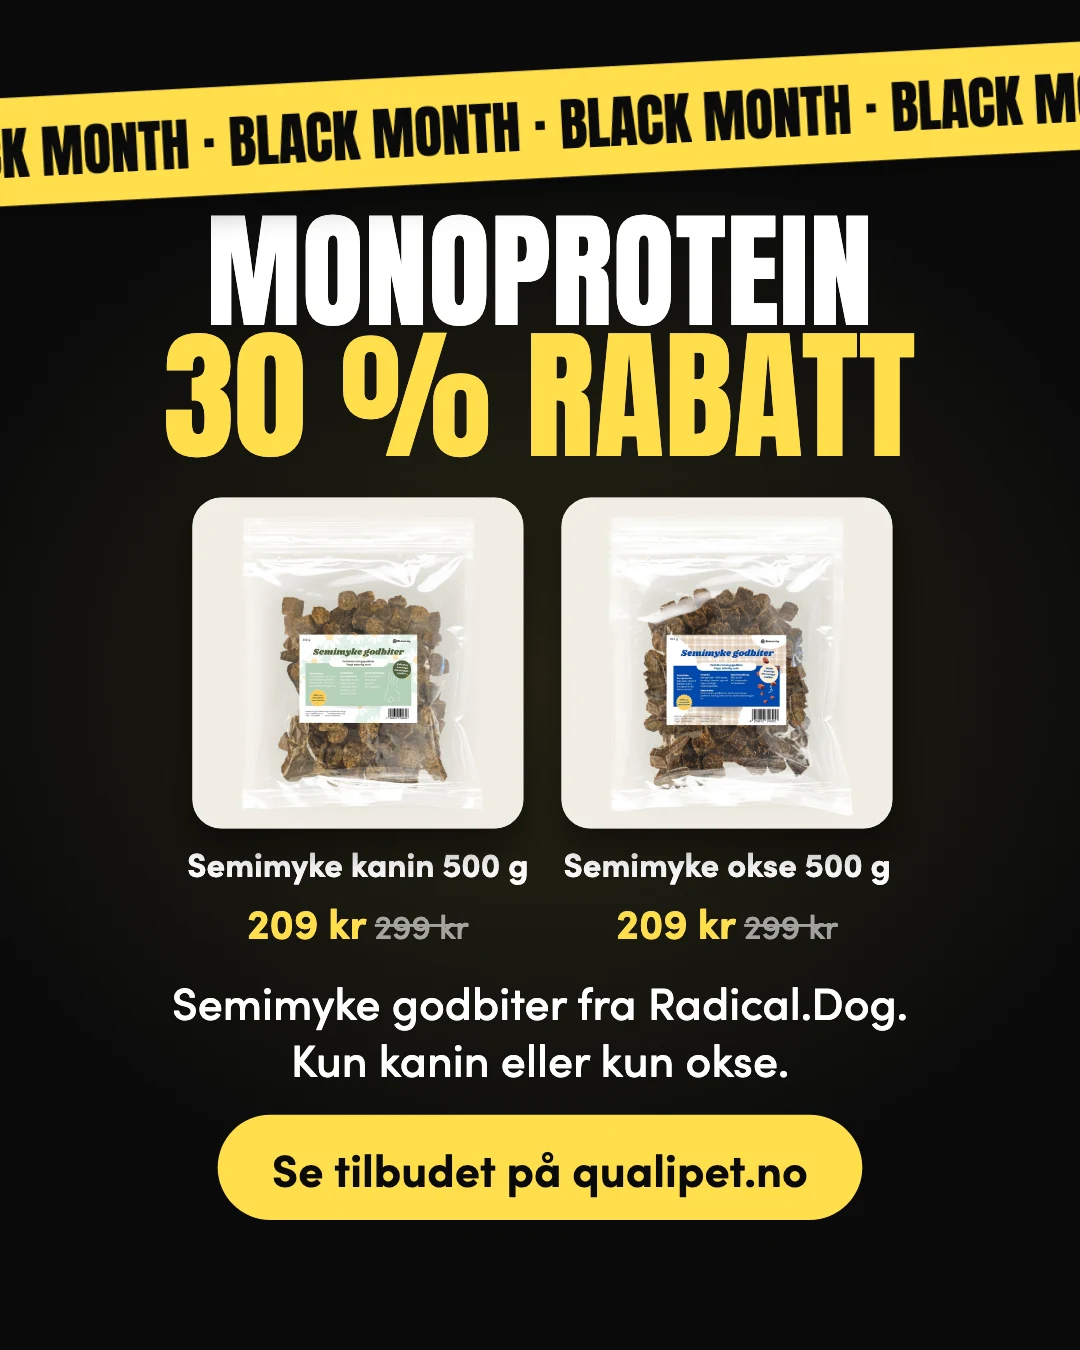 BLACK MONTH · BLACK MONTH · BLACK
MONOPROTEIN
30 % RABATT
Semimyke godbiter
Semimyke godbiter
Semimyke kanin 500 g
Semimyke okse 500 g
209 kr 299 kr
209 kr 299 kr
Semimyke godbiter fra Radical.Dog.
Kun kanin eller kun okse.
Se tilbudet på qualipet.no